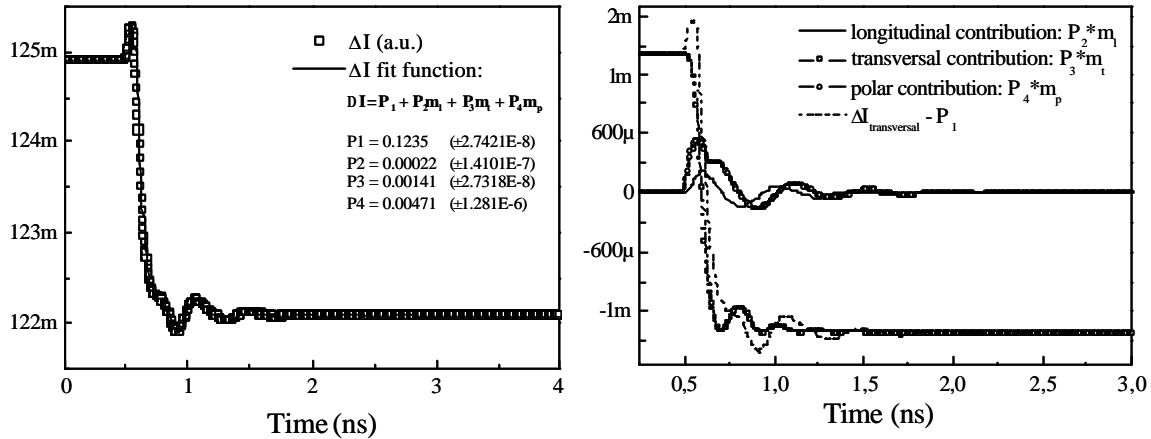 125m
124m
123m
122m
0
1
2
3
4
Time (ns)
ΔI (a.u.)
ΔI fit function:
D I=P1 + P2ml + P3mt + P4mp
P1 = 0.1235 (±2.7421E-8)
P2 = 0.00022 (±1.4101E-7)
P3 = 0.00141 (±2.7318E-8)
P4 = 0.00471 (±1.281E-6)
2m
1m
600µ
0
-600µ
-1m
0,5
1,0
1,5
2,0
2,5
3,0
Time (ns)
longitudinal contribution: P2*ml
transversal contribution: P3*mt
polar contribution: P4*mp
ΔItransversal - P1